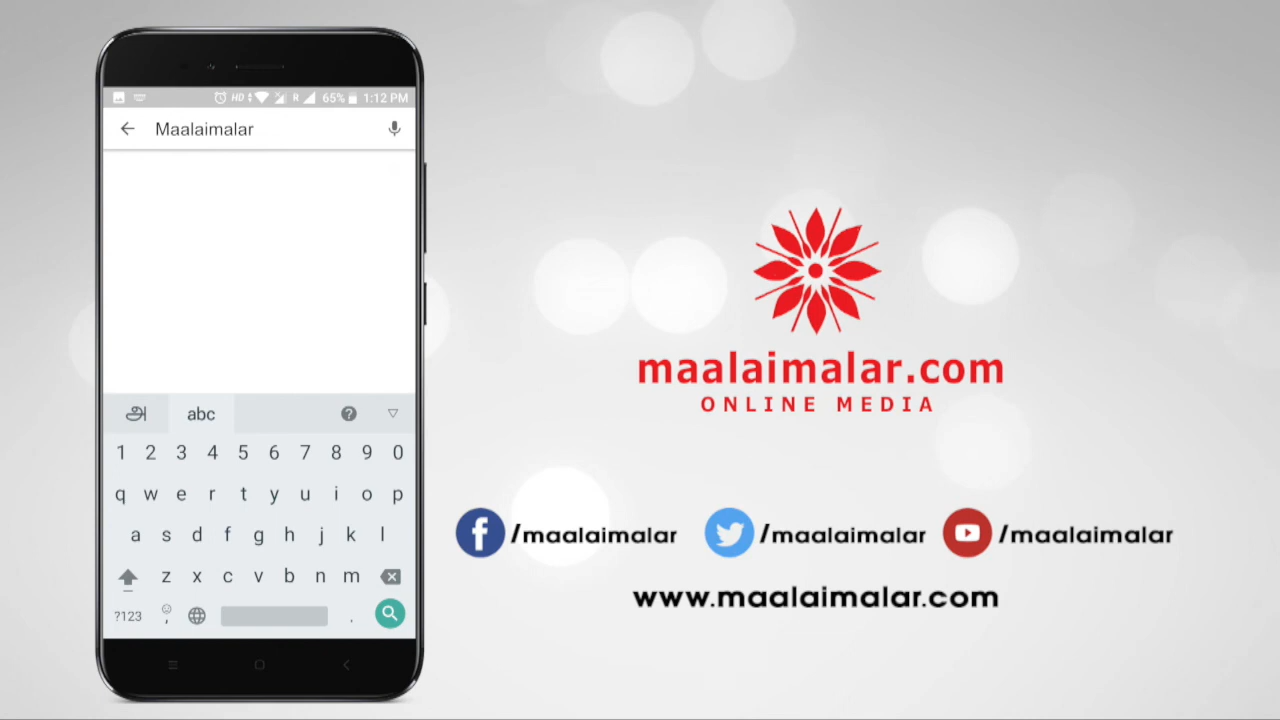 HD R 65% 1:12 PM
Maalaimalar
அ abc
1 2 3 4 5 6 7 8 9 0
q w e r t y u i o p
a s d f g h j k l
z x c v b n m
?123 , .
maalaimalar.com
ONLINE MEDIA
/maalaimalar /maalaimalar /maalaimalar
www.maalaimalar.com